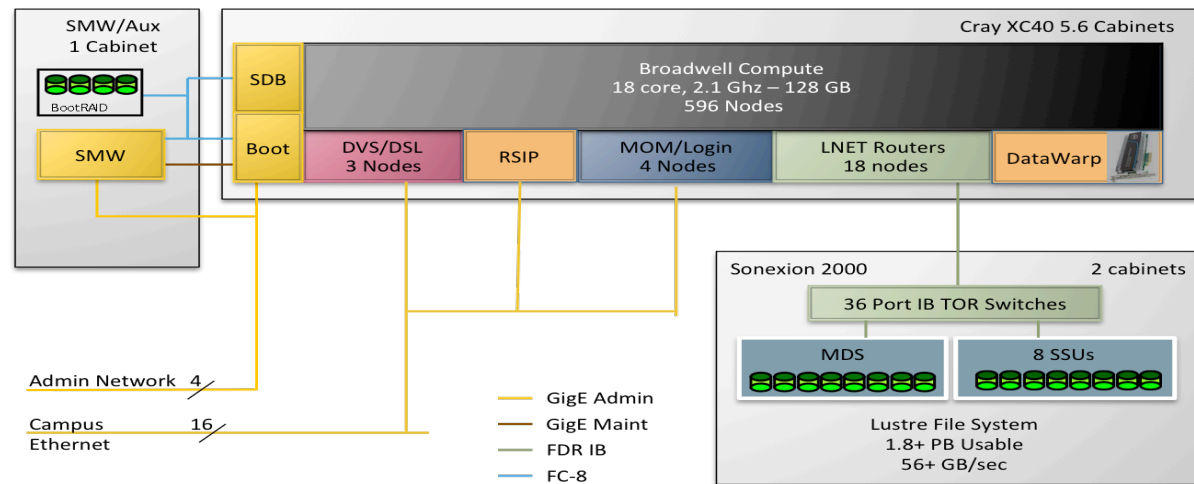 SMW/Aux
1 Cabinet
BootRAID
SMW
Cray XC40 5.6 Cabinets
SDB
Boot
Broadwell Compute
18 core, 2.1 Ghz – 128 GB
596 Nodes
DVS/DSL
3 Nodes
RSIP
MOM/Login
4 Nodes
LNET Routers
18 nodes
DataWarp
Sonexion 2000
2 cabinets
36 Port IB TOR Switches
MDS
8 SSUs
Lustre File System
1.8+ PB Usable
56+ GB/sec
Admin Network 4
Campus 16
Ethernet
GigE Admin
GigE Maint
FDR IB
FC-8